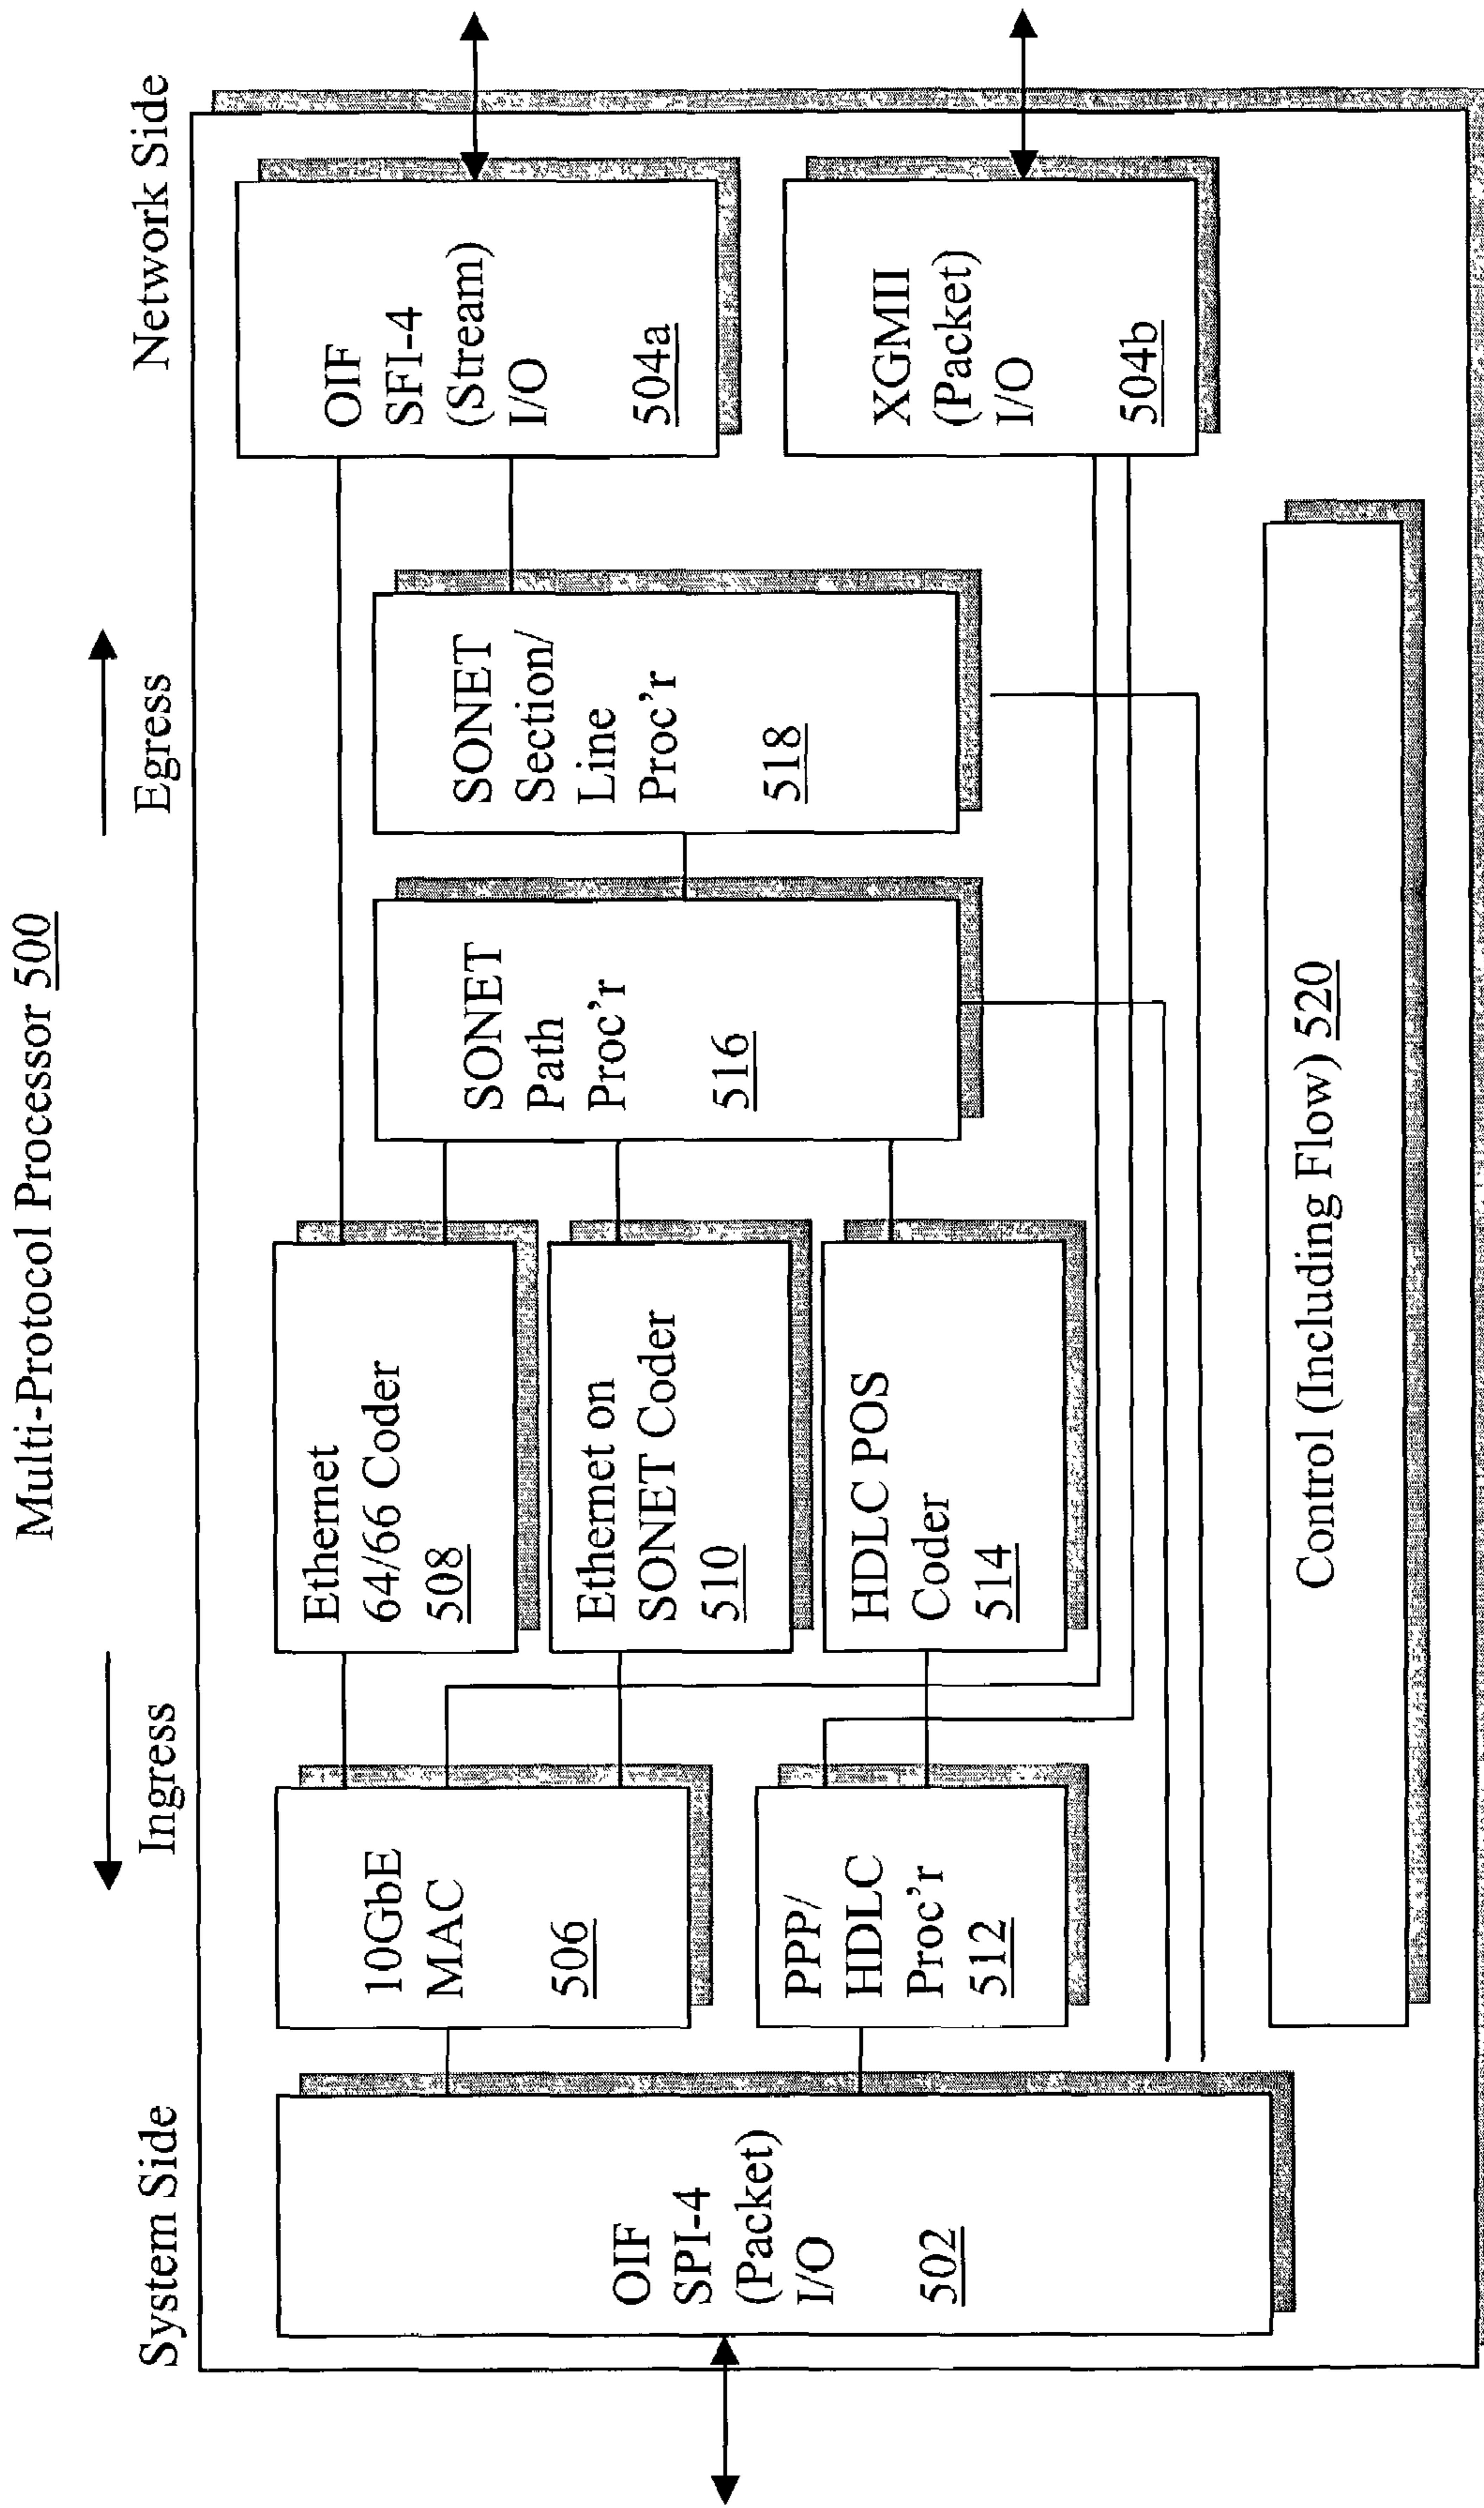 Multi-Protocol Processor 500
Ingress
Egress
System Side
Network Side
OIF
SPI-4
(Packet)
I/O
502
10GbE
MAC
506
PPP/
HDLC
Proc'r
512
Ethernet
64/66 Coder
508
Ethernet on
SONET Coder
510
HDLC POS
Coder
514
SONET
Path
Proc'r
516
SONET
Section/
Line
Proc'r
518
OIF
SFI-4
(Stream)
I/O
504a
XGMII
(Packet)
I/O
504b
Control (Including Flow) 520